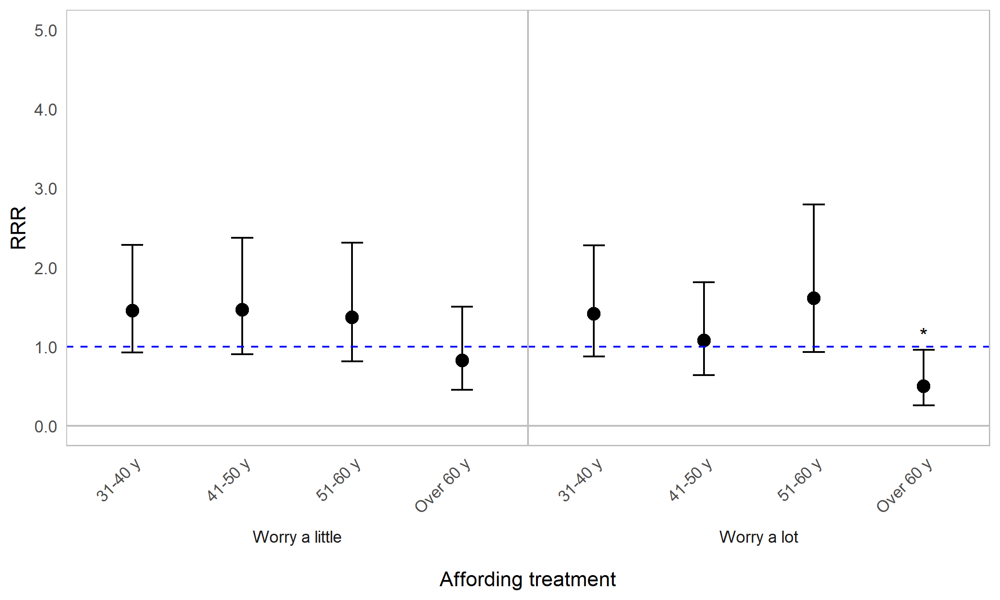 5.0
4.0
3.0
2.0
1.0
0.0
RRR
*
31-40 y
41-50 y
51-60 y
Over 60 y
31-40 y
41-50 y
51-60 y
Over 60 y
Worry a little
Worry a lot
Affording treatment